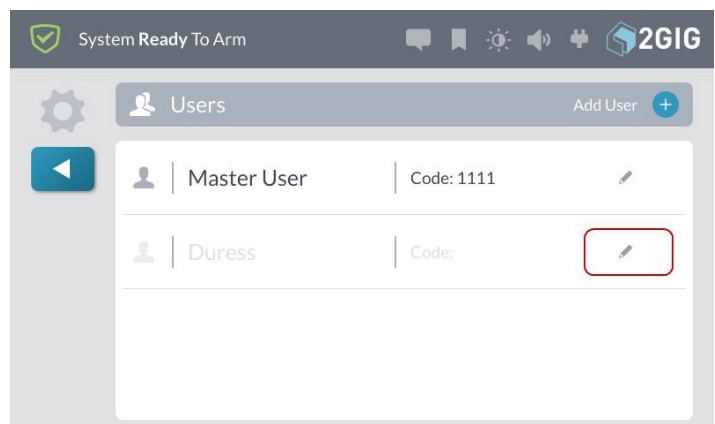 System Ready To Arm
2GIG
Users
Add User
Master User
Code: 1111
Duress
Code: